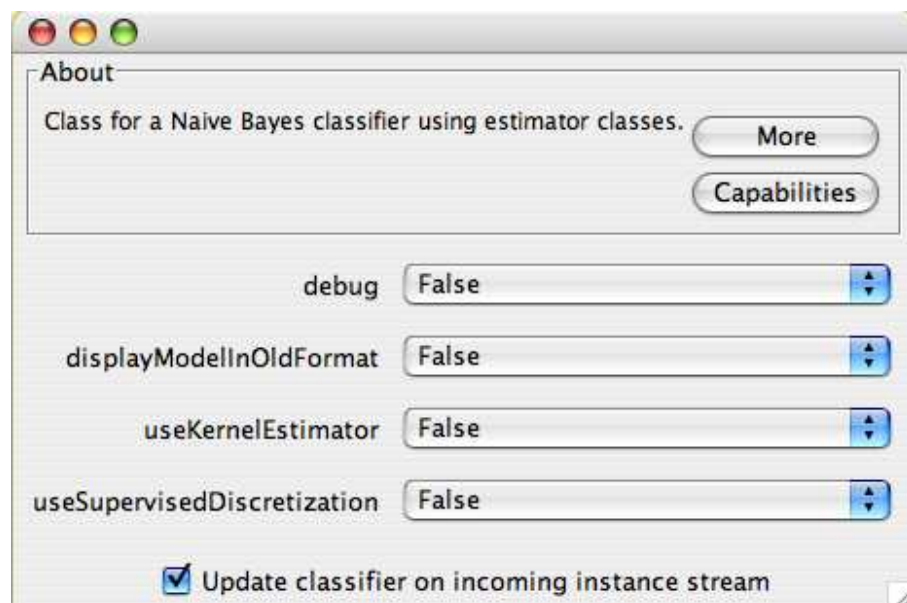 About
Class for a Naive Bayes classifier using estimator classes.
More
Capabilities
debug False
displayModelInOldFormat False
useKernelEstimator False
useSupervisedDiscretization False
Update classifier on incoming instance stream